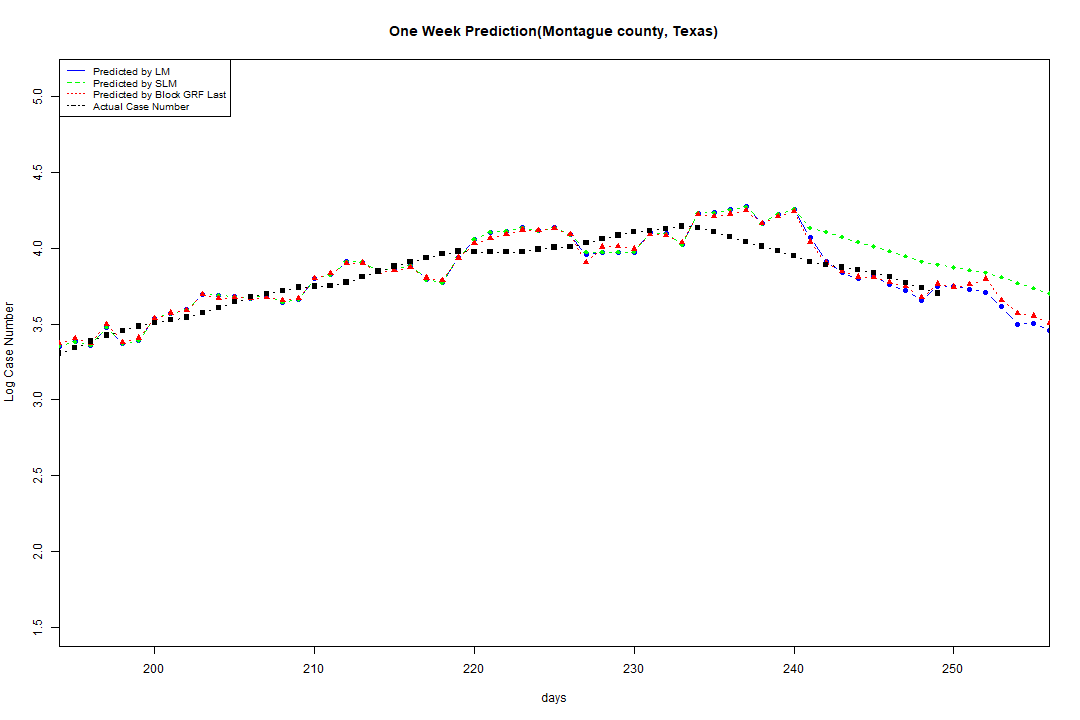 One Week Prediction(Montague county, Texas)
Predicted by LM
Predicted by SLM
Predicted by Block GRF Last
Actual Case Number
5.0
4.5
4.0
3.5
3.0
2.5
2.0
1.5
Log Case Number
200 210 220 230 240 250
days